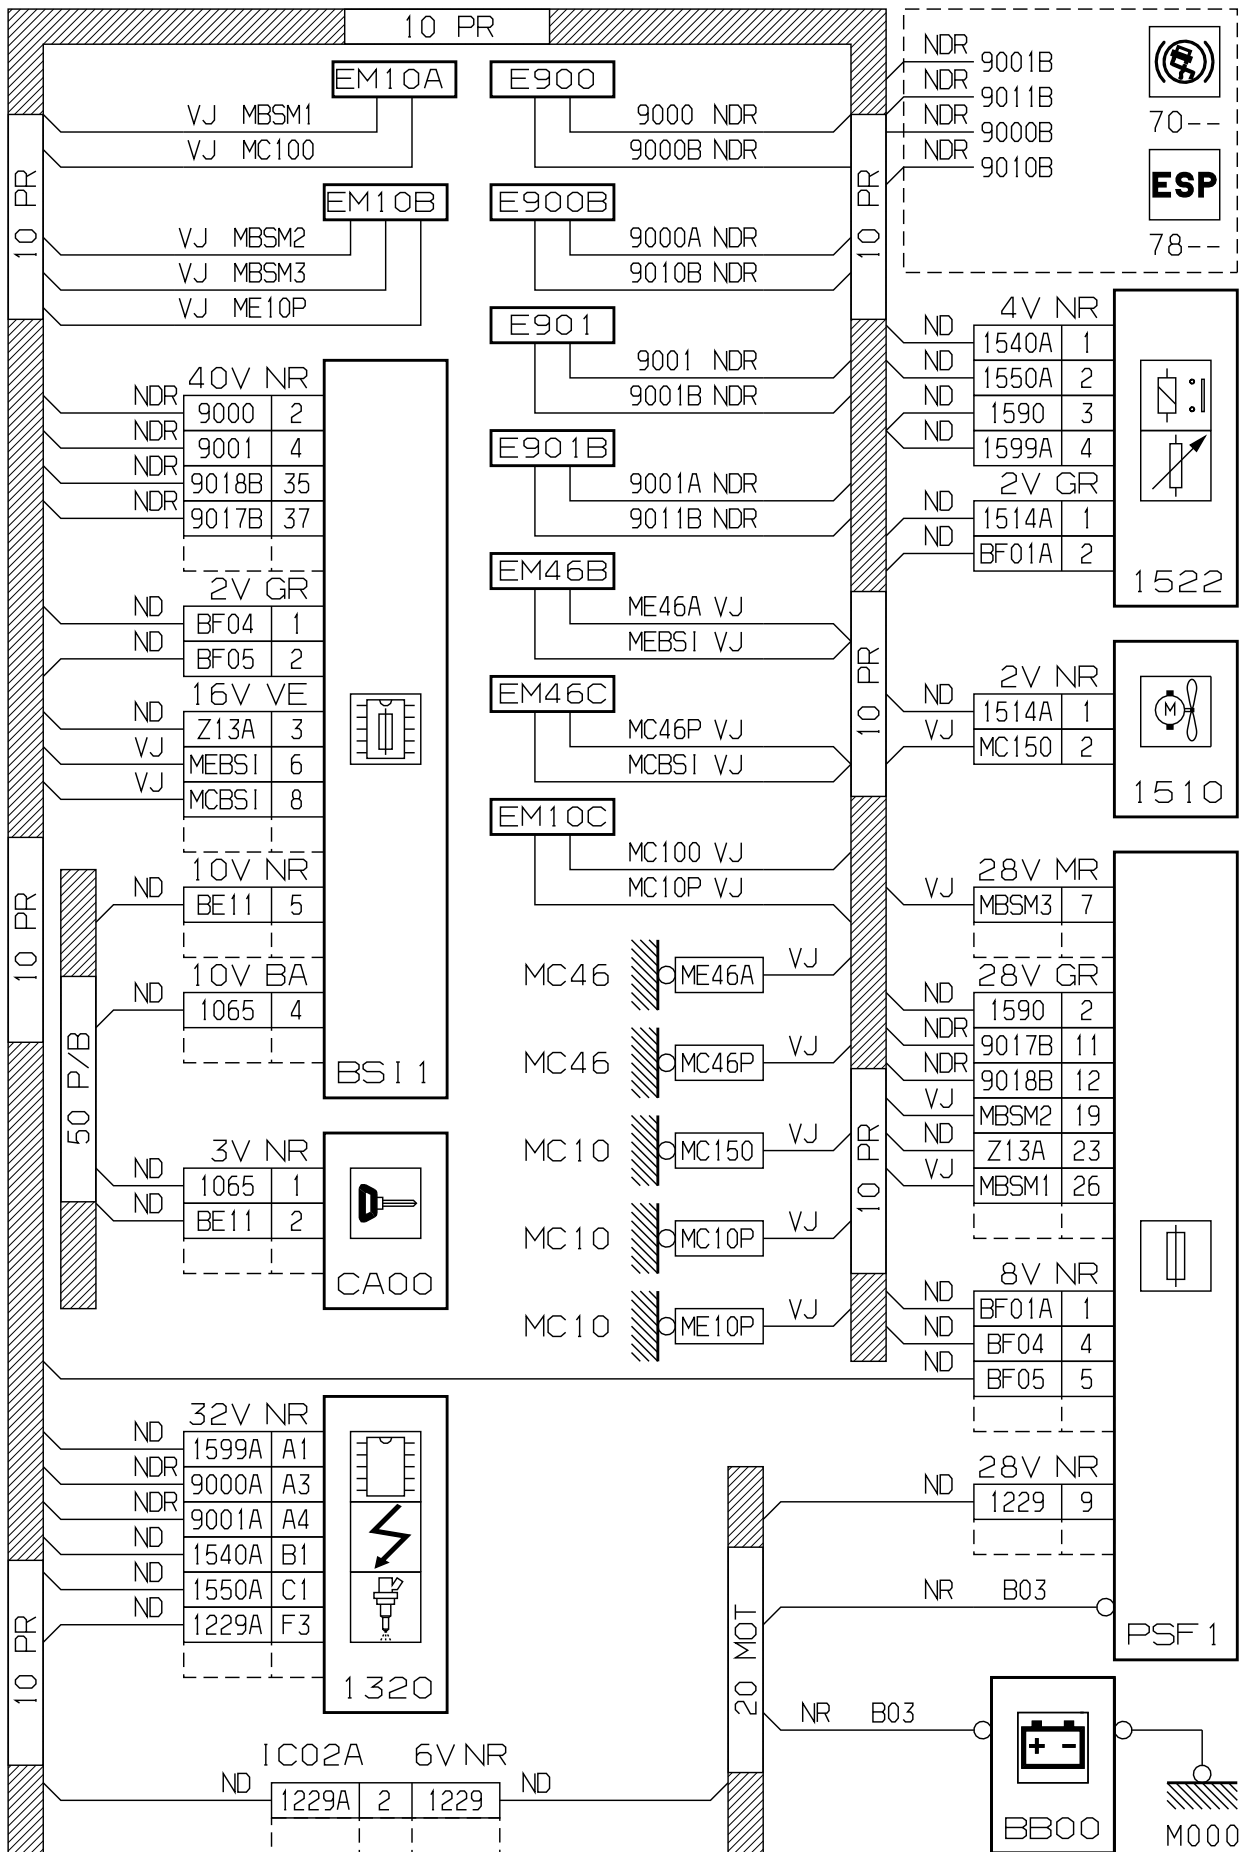 10 PR
EM10A
VJ MBSM1
VJ MC100
10 PR
EM10B
VJ MBSM2
VJ MBSM3
VJ ME10P
40V NR
NDR 9000 2
NDR 9001 4
NDR 9018B 35
NDR 9017B 37
2V GR
ND BF04 1
ND BF05 2
16V VE
ND Z13A 3
VJ MEBSI 6
VJ MCBSI 8
10V NR
ND BE11 5
10V BA
ND 1065 4
BSI1
10 PR
50 P/B
3V NR
ND 1065 1
ND BE11 2
CA00
32V NR
ND 1599A A1
NDR 9000A A3
NDR 9001A A4
ND 1540A B1
ND 1550A C1
ND 1229A F3
1320
10 PR
IC02A 6V NR
ND 1229A 2 1229 ND
E900
9000 NDR
9000B NDR
E900B
9000A NDR
9010B NDR
E901
9001 NDR
9001B NDR
E901B
9001A NDR
9011B NDR
EM46B
ME46A VJ
MEBSI VJ
EM46C
MC46P VJ
MCBSI VJ
EM10C
MC100 VJ
MC10P VJ
MC46 ME46A VJ
MC46 MC46P VJ
MC10 MC150 VJ
MC10 MC10P VJ
MC10 ME10P VJ
10 PR
10 PR
10 PR
NDR 9001B
NDR 9011B
NDR 9000B
NDR 9010B
70--
ESP
78--
4V NR
ND 1540A 1
ND 1550A 2
ND 1590 3
ND 1599A 4
2V GR
ND 1514A 1
ND BF01A 2
1522
2V NR
ND 1514A 1
VJ MC150 2
M
1510
28V MR
VJ MBSM3 7
28V GR
ND 1590 2
NDR 9017B 11
NDR 9018B 12
VJ MBSM2 19
ND Z13A 23
VJ MBSM1 26
8V NR
ND BF01A 1
ND BF04 4
ND BF05 5
28V NR
ND 1229 9
NR B03
PSF1
20 MOT
NR B03
+ -
BB00
M000